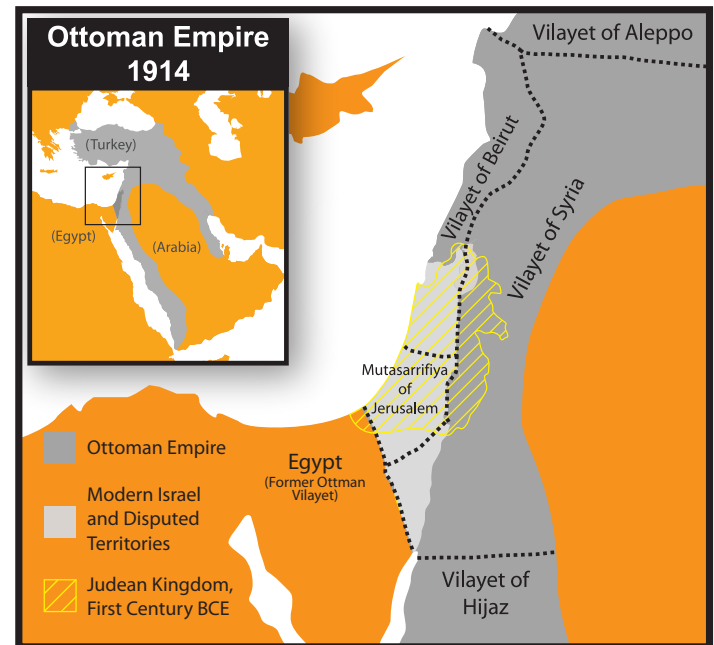 Ottoman Empire
1914
(Turkey)
(Egypt)
(Arabia)
Vilayet of Aleppo
Vilayet of Beirut
Vilayet of Syria
Mutasarrifiya
of
Jerusalem
Egypt
(Former Ottman
Vilayet)
Vilayet of
Hijaz
Ottoman Empire
Modern Israel
and Disputed
Territories
Judean Kingdom,
First Century BCE